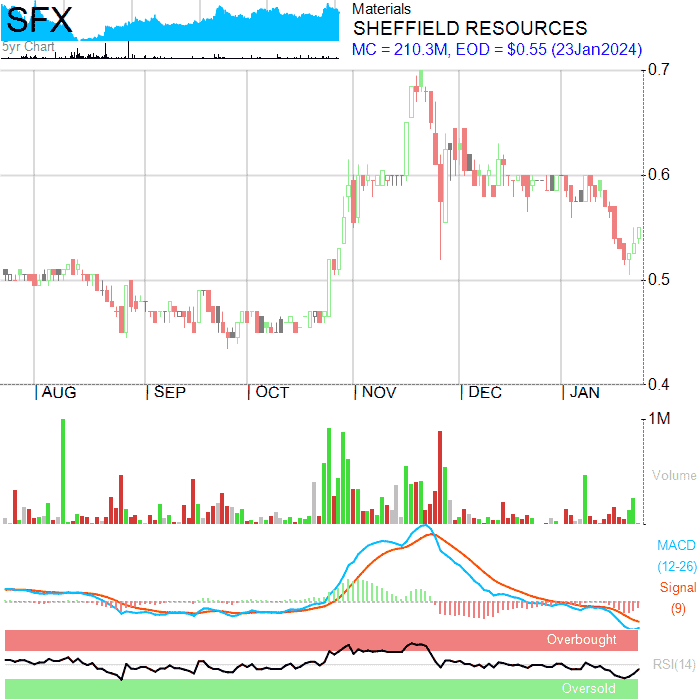 SFX
5yr Chart
Materials
SHEFFIELD RESOURCES
MC = 210.3M, EOD = $0.55 (23Jan2024)
0.7
0.6
0.5
0.4
AUG SEP OCT NOV DEC JAN
1M
Volume
MACD
(12-26)
Signal
(9)
Overbought
RSI(14)
Oversold